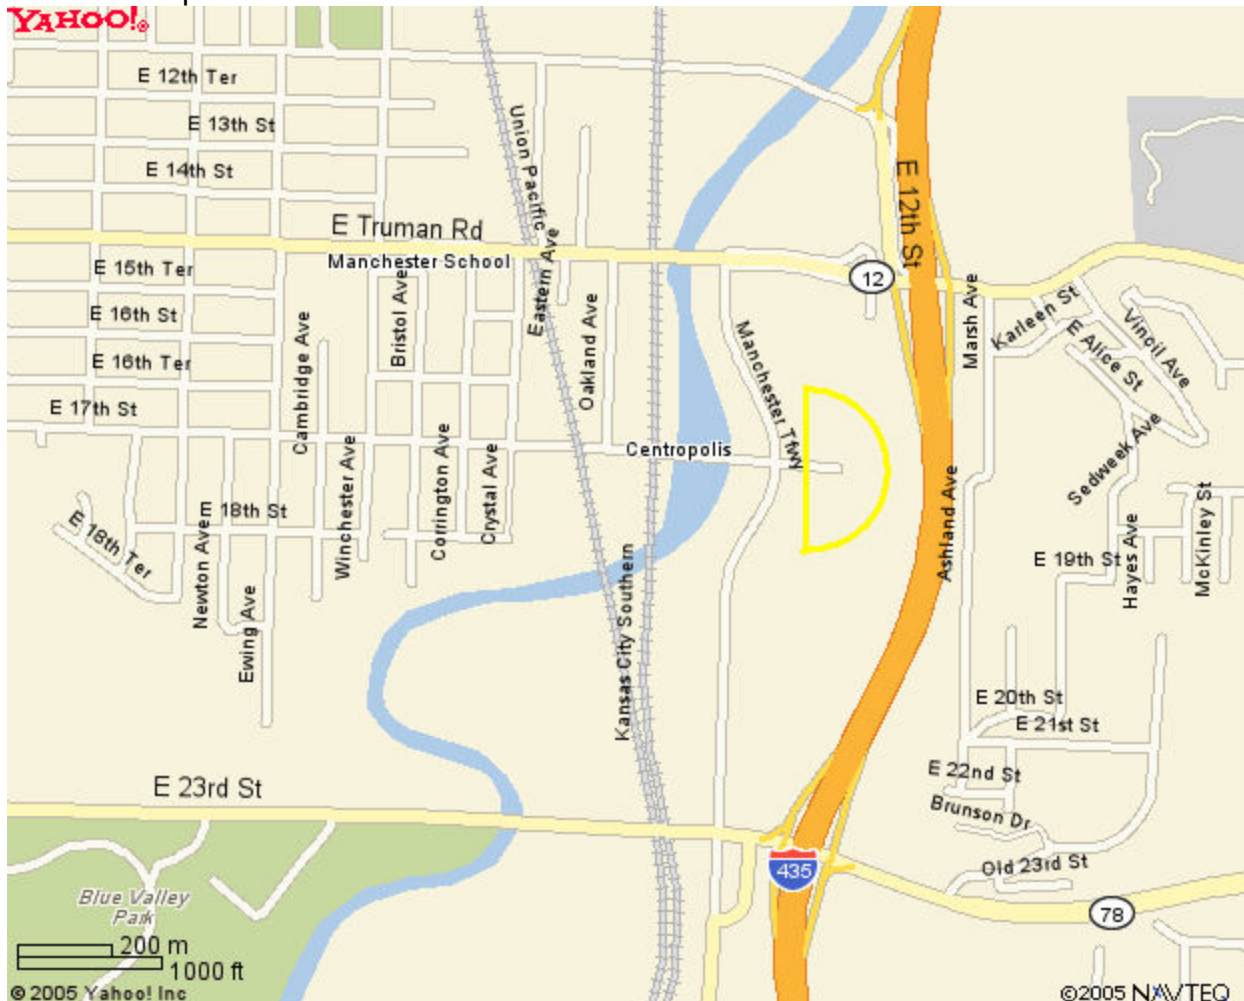 YAHOO!®
E 12th Ter
E 13th St
Union Pacific
E 14th St
E 12th St
E Truman Rd
Manchester School
E 15th Ter
12
Eastern Ave
Bristol Ave
Marsh Ave
Karleen St
E 16th St
Cambridge Ave
Oakland Ave
Manchester Tfwy
E Alice St
Vincil Ave
E 16th Ter
E 17th St
Centropolis
Winchester Ave
Corrington Ave
Crystal Ave
Sedweek Ave
Ashland Ave
E 18th St
E 18th Ter
Newton Ave
Ewing Ave
E 19th St
Hayes Ave
McKinley St
Kansas City Southern
E 20th St
E 21st St
E 22nd St
E 23rd St
Brunson Dr
Old 23rd St
435
78
Blue Valley
Park
200 m
1000 ft
© 2005 Yahoo! Inc
©2005 NAVTEQ